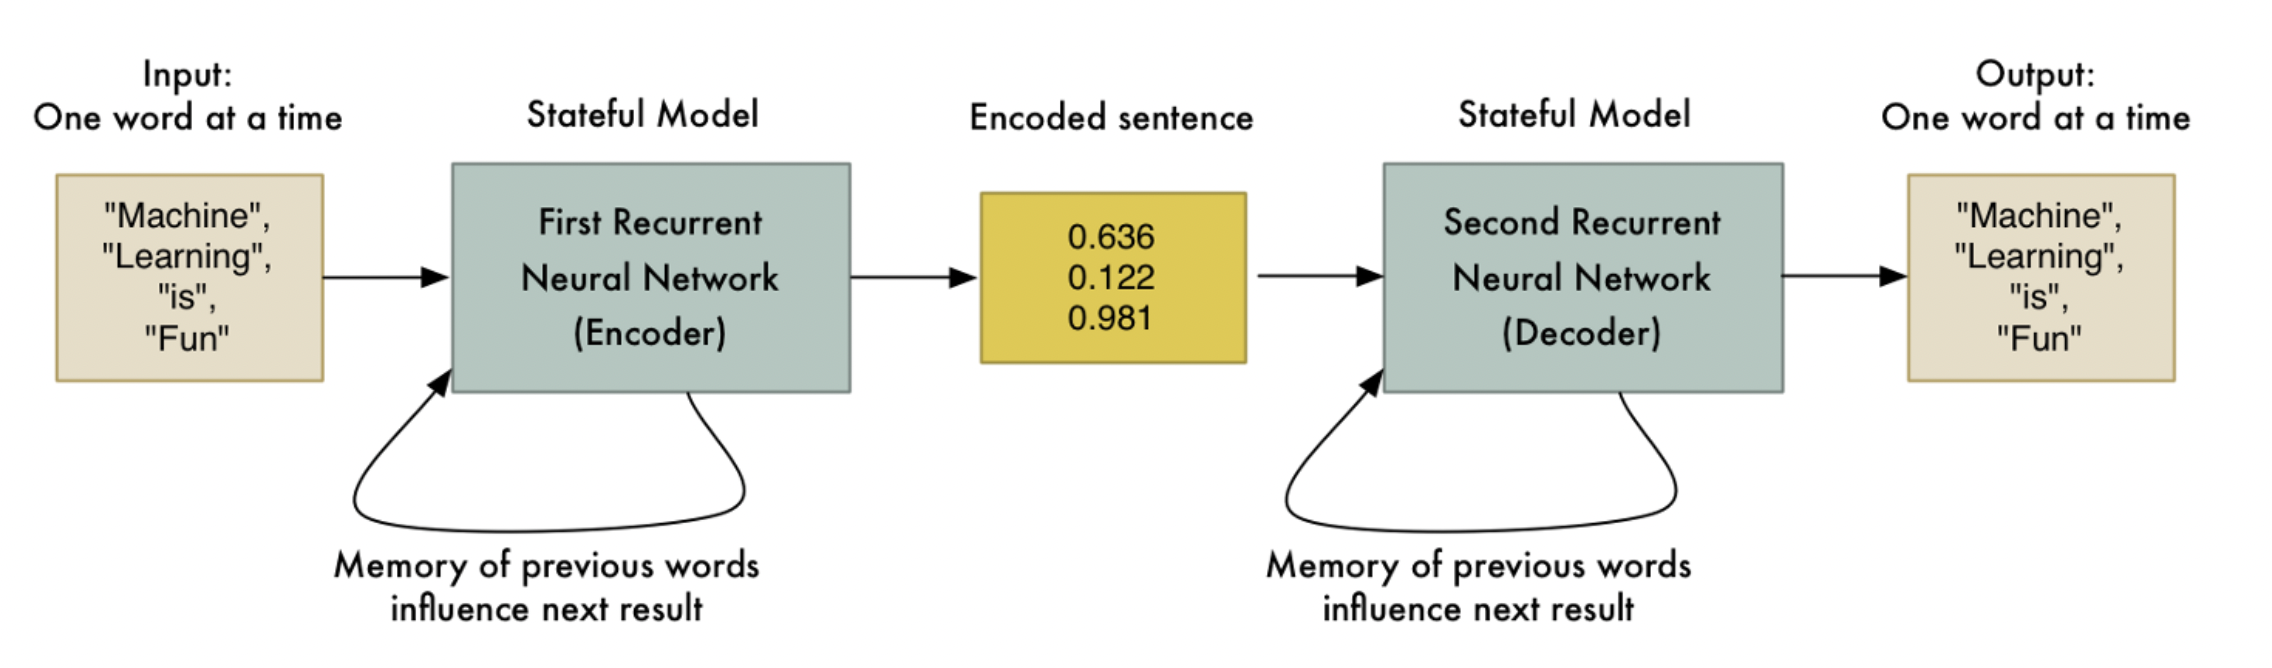 Input:
One word at a time
"Machine",
"Learning",
"is",
"Fun"
Stateful Model
First Recurrent
Neural Network
(Encoder)
Memory of previous words
influence next result
Encoded sentence
0.636
0.122
0.981
Stateful Model
Second Recurrent
Neural Network
(Decoder)
Memory of previous words
influence next result
Output:
One word at a time
"Machine",
"Learning",
"is",
"Fun"